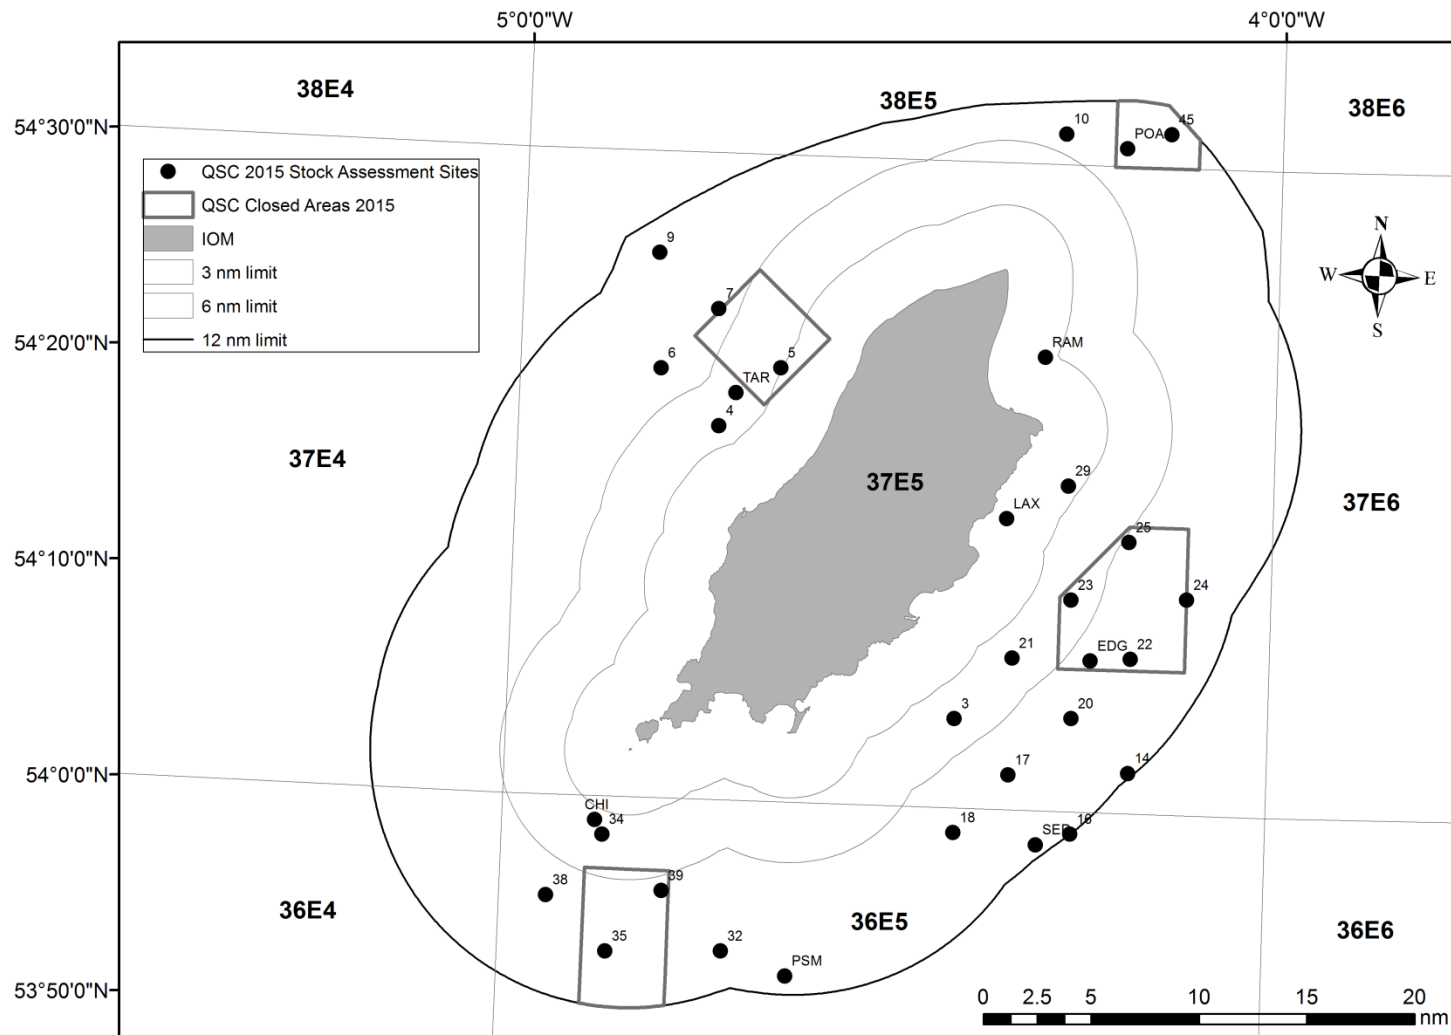 5°0'0"W
4°0'0"W
38E4
38E5
38E6
54°30'0"N
10
POA
45
QSC 2015 Stock Assessment Sites
QSC Closed Areas 2015
IOM
3 nm limit
6 nm limit
12 nm limit
N
W
E
S
9
7
54°20'0"N
RAM
6
5
TAR
4
37E4
37E5
29
37E6
LAX
25
54°10'0"N
23
24
21
EDG
22
3
20
17
14
54°0'0"N
CHI
34
18
SED
16
38
39
36E4
36E5
36E6
35
32
PSM
53°50'0"N
0
2.5
5
10
15
20
nm